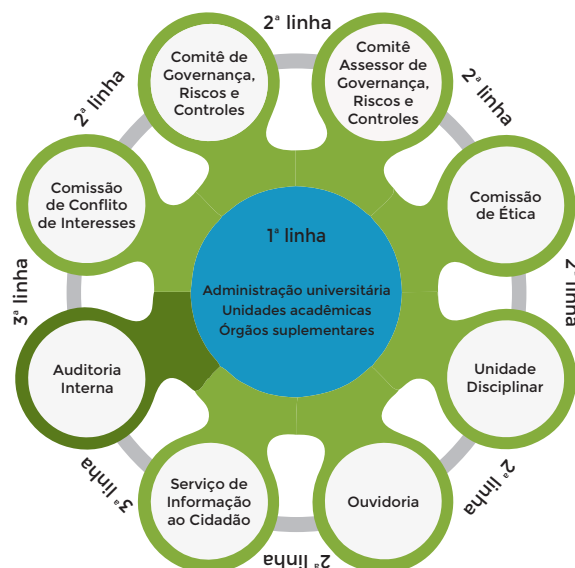 2ª linha
Comitê de
Governança,
Riscos e
Controles
Comitê
Assessor de
Governança,
Riscos e
Controles
2ª linha
2ª linha
Comissão
de Conflito
de Interesses
Comissão
de Ética
1ª linha
Administração universitária
Unidades acadêmicas
Órgãos suplementares
3ª linha
2ª linha
Auditoria
Interna
Unidade
Disciplinar
3ª linha
2ª linha
Serviço de
Informação
ao Cidadão
Ouvidoria
2ª linha